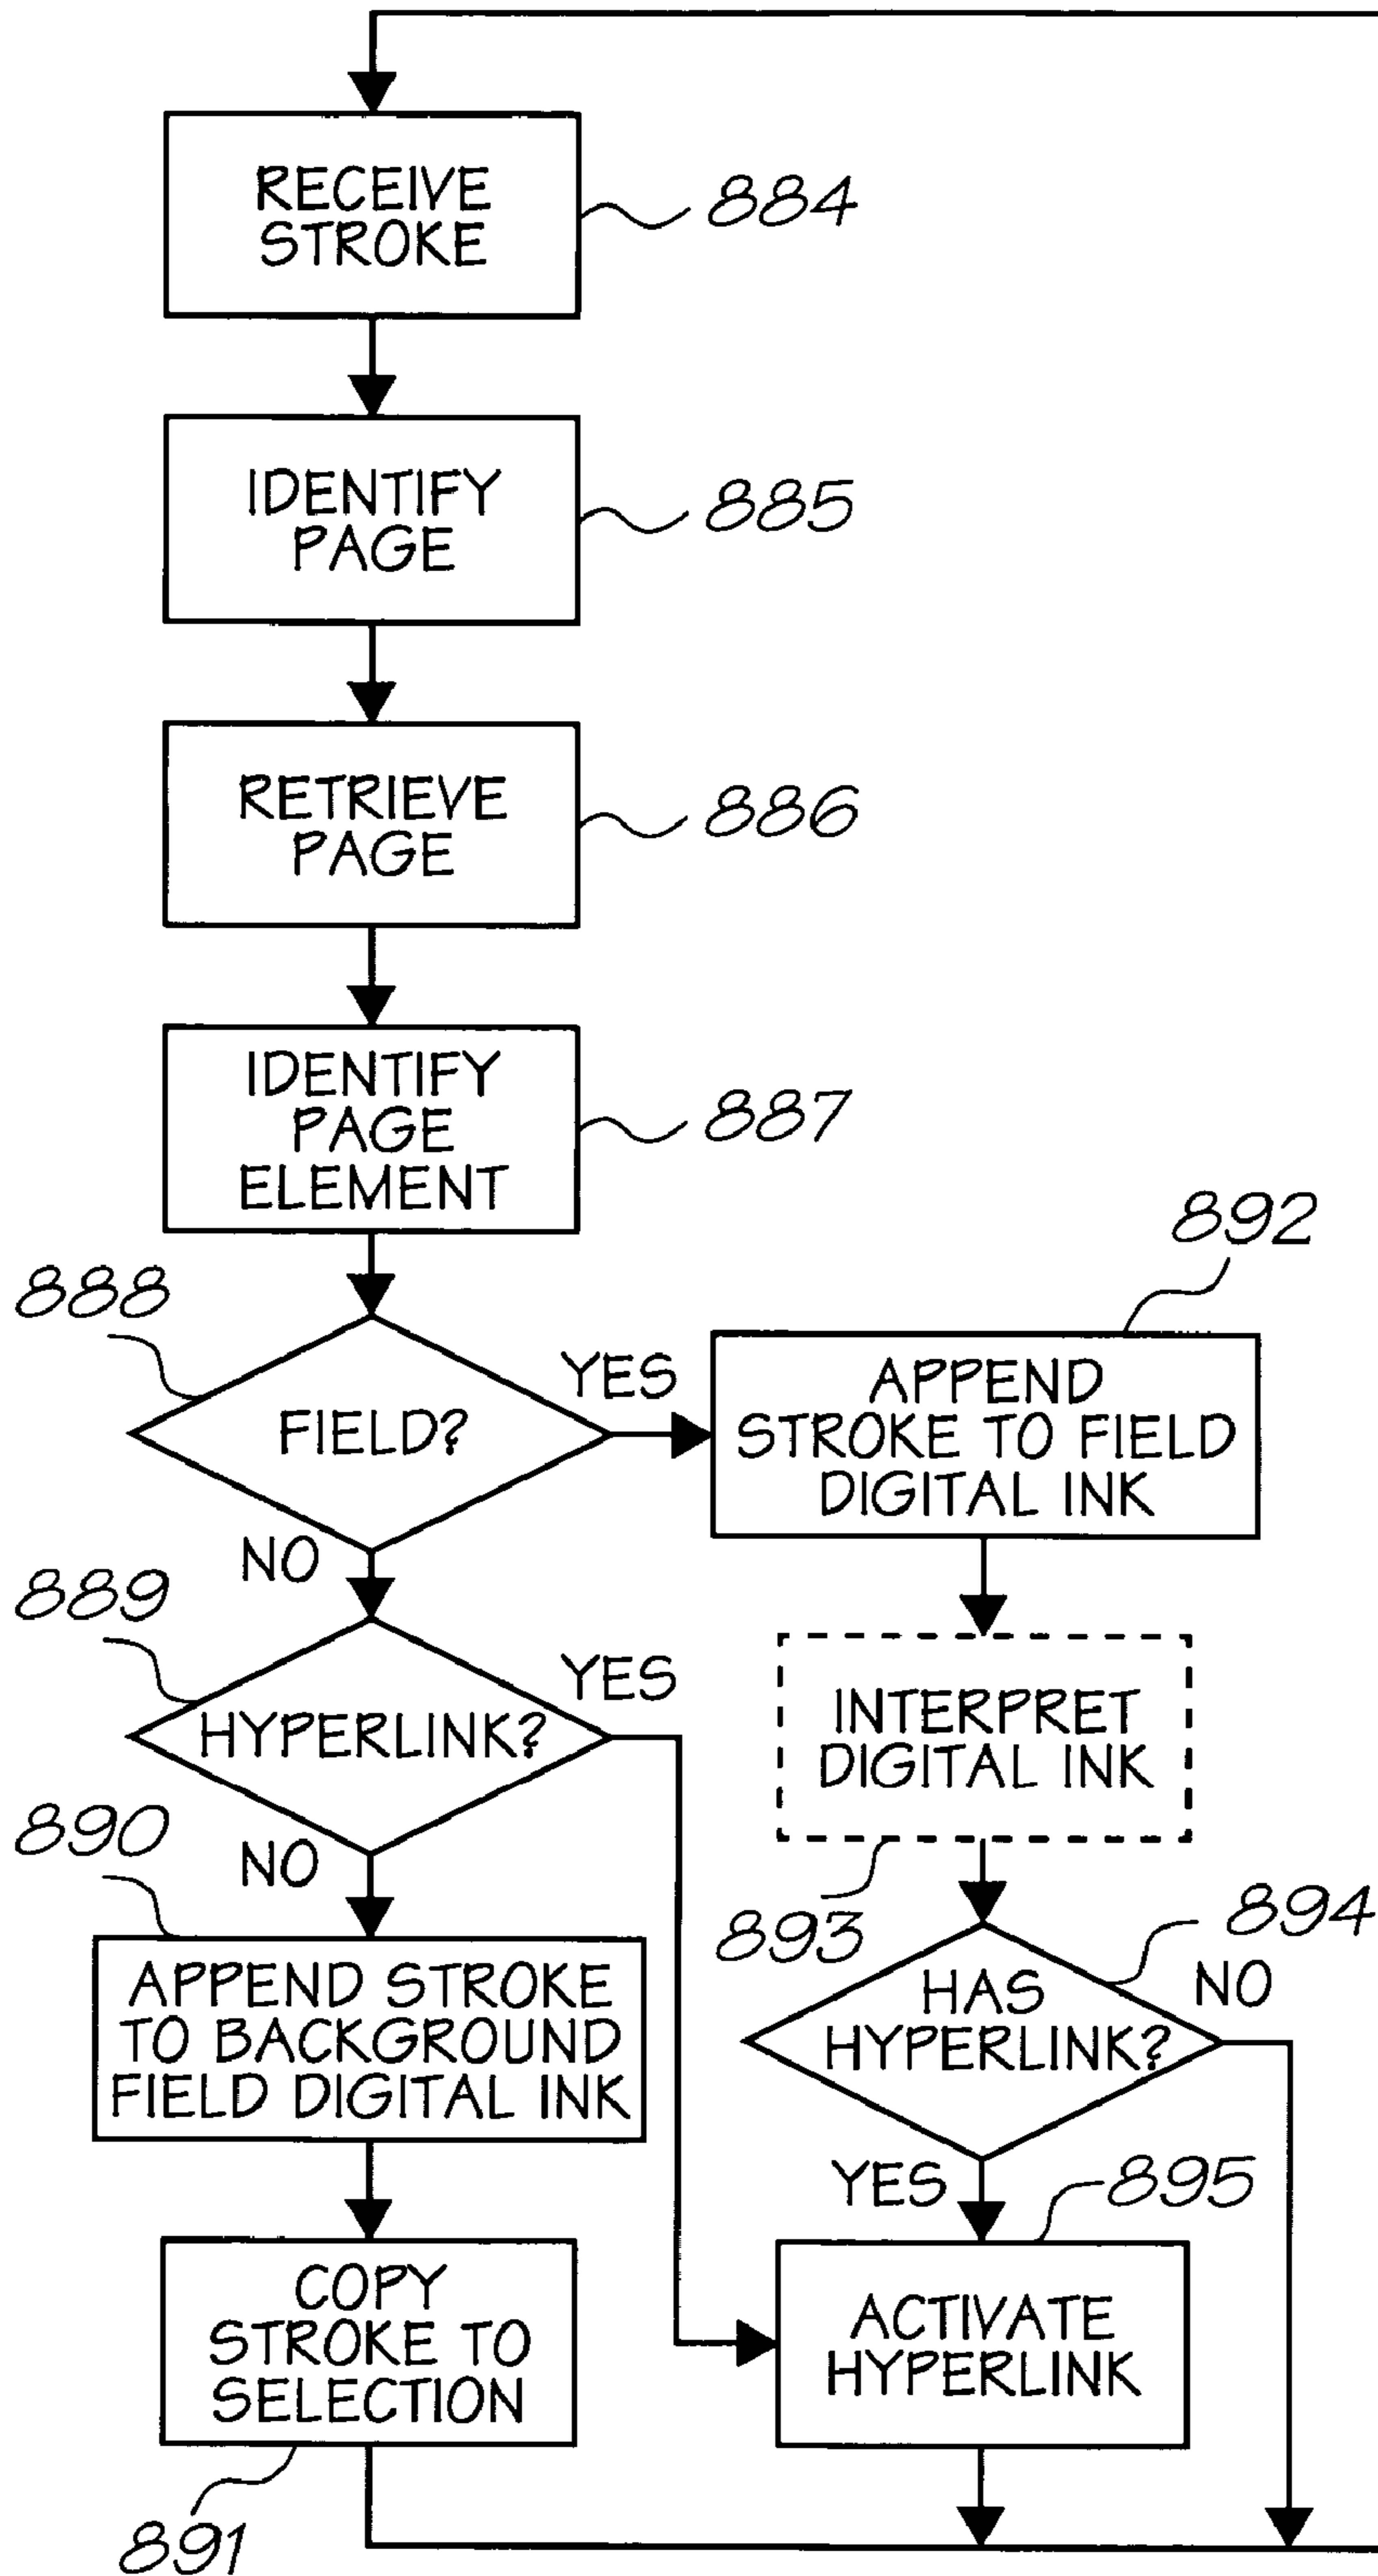 RECEIVE
STROKE
884
IDENTIFY
PAGE
885
RETRIEVE
PAGE
886
IDENTIFY
PAGE
ELEMENT
887
888
FIELD?
YES
NO
892
APPEND
STROKE TO FIELD
DIGITAL INK
889
HYPERLINK?
YES
NO
INTERPRET
DIGITAL INK
893
890
APPEND STROKE
TO BACKGROUND
FIELD DIGITAL INK
894
HAS
HYPERLINK?
NO
YES
895
COPY
STROKE TO
SELECTION
891
ACTIVATE
HYPERLINK